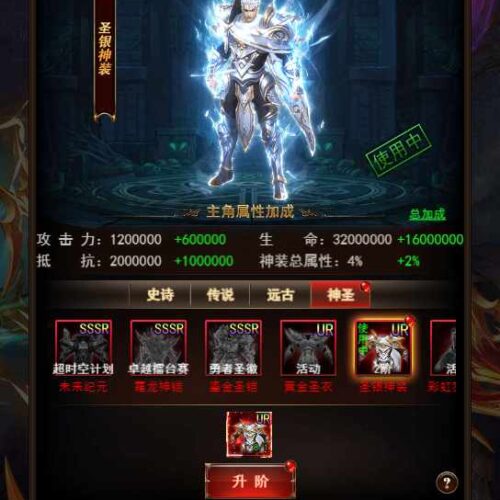 圣银神装
使用中
主角属性加成
总加成
攻击力：1200000 +600000 生命：32000000 +16000000
抵抗：2000000 +1000000 神装总属性：4% +2%
史诗 传说 远古 神圣
SSSR SSSR SSSR UR 使用中 UR
超时空计划 卓越擂台赛 勇者圣徽 活动 2阶
未来纪元 霸龙神铠 鎏金圣铠 黄金圣衣 圣银神装 彩虹
UR
升阶
?